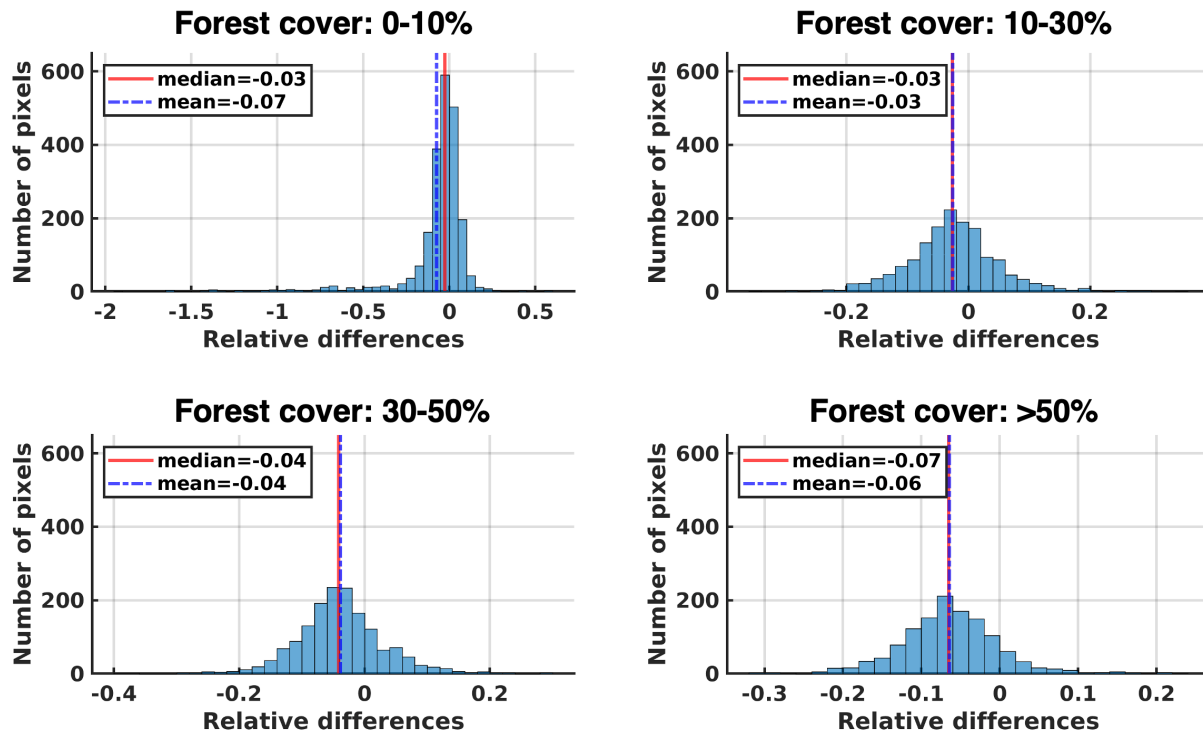 Forest cover: 0-10%
Number of pixels
600
400
200
0
median=-0.03
mean=-0.07
-2 -1.5 -1 -0.5 0 0.5
Relative differences
Forest cover: 10-30%
Number of pixels
600
400
200
0
median=-0.03
mean=-0.03
-0.2 0 0.2
Relative differences
Forest cover: 30-50%
Number of pixels
600
400
200
0
median=-0.04
mean=-0.04
-0.4 -0.2 0 0.2
Relative differences
Forest cover: >50%
Number of pixels
600
400
200
0
median=-0.07
mean=-0.06
-0.3 -0.2 -0.1 0 0.1 0.2
Relative differences